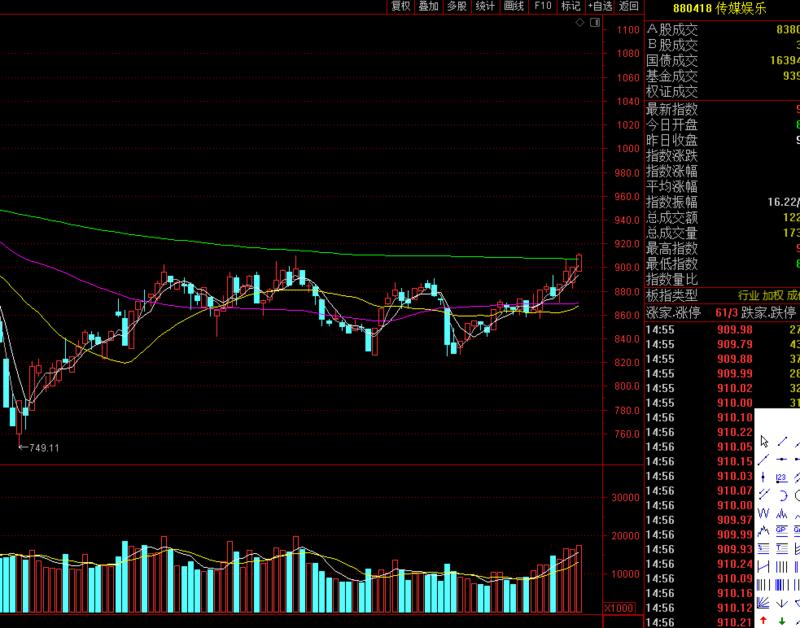 复权 叠加 多股 统计 画线 F10 标记 +自选 返回
880418 传媒娱乐
A股成交 8380
B股成交
国债成交 16394
基金成交 939
权证成交
最新指数
今日开盘
昨日收盘
指数涨跌
指数涨幅
平均涨幅
指数振幅 16.22/
总成交额 122
总成交量 173
最高指数
最低指数
指数量比
板指类型 行业 加权 成
涨家.涨停 61/3 跌家.跌停
1100
1080
1060
1040
1020
1000
980.0
960.0
940.0
920.0
900.0
880.0
860.0
840.0
820.0
800.0
780.0
760.0
←749.11
30000
20000
10000
X1000
14:55 909.98 27
14:55 909.79 43
14:55 909.88 37
14:55 909.99 28
14:55 910.02 32
14:55 910.00 31
14:56 910.10
14:56 910.22
14:56 910.05
14:56 910.15
14:56 910.03
14:56 910.07
14:56 910.00
14:56 909.97
14:56 909.99
14:56 909.93
14:56 910.24
14:56 910.09
14:56 910.16
14:56 910.12
14:56 910.21